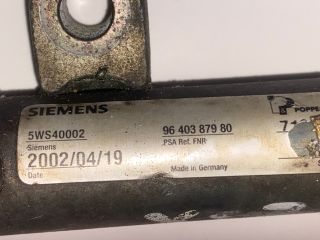 SIEMENS
5WS40002
Siemens
2002/04/19
Date
96 403 879 80
PSA Ref. FNR
Made in Germany